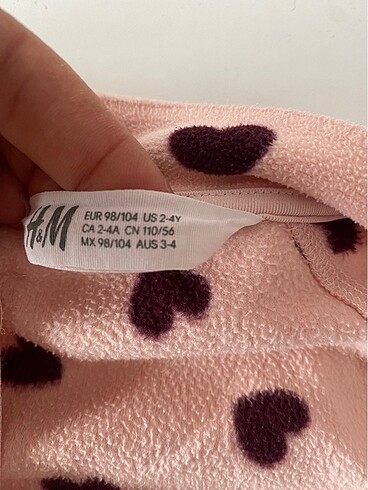 H&M
EUR 98/104 US 2-4Y
CA 2-4A CN 110/56
MX 98/104 AUS 3-4